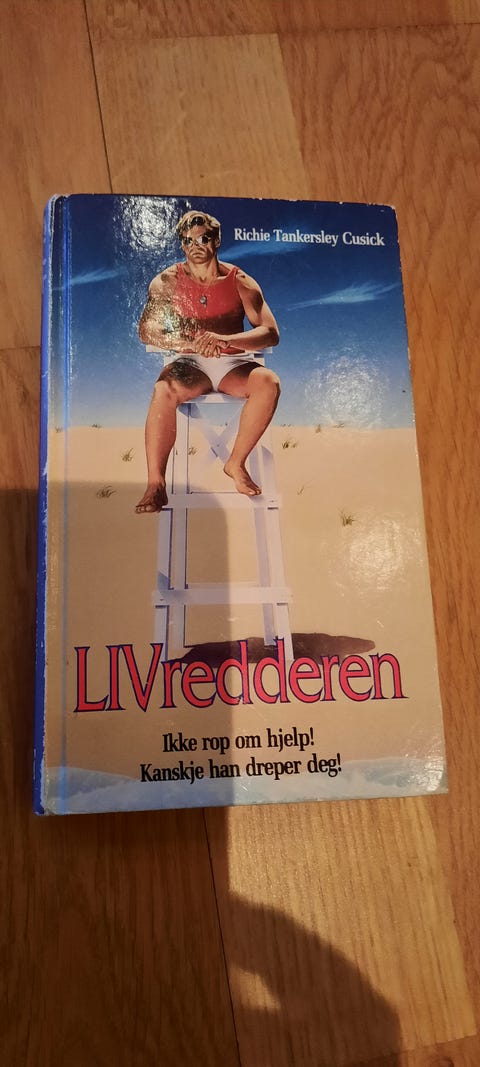 Richie Tankersley Cusick
LIVredderen
Ikke rop om hjelp!
Kanskje han dreper deg!